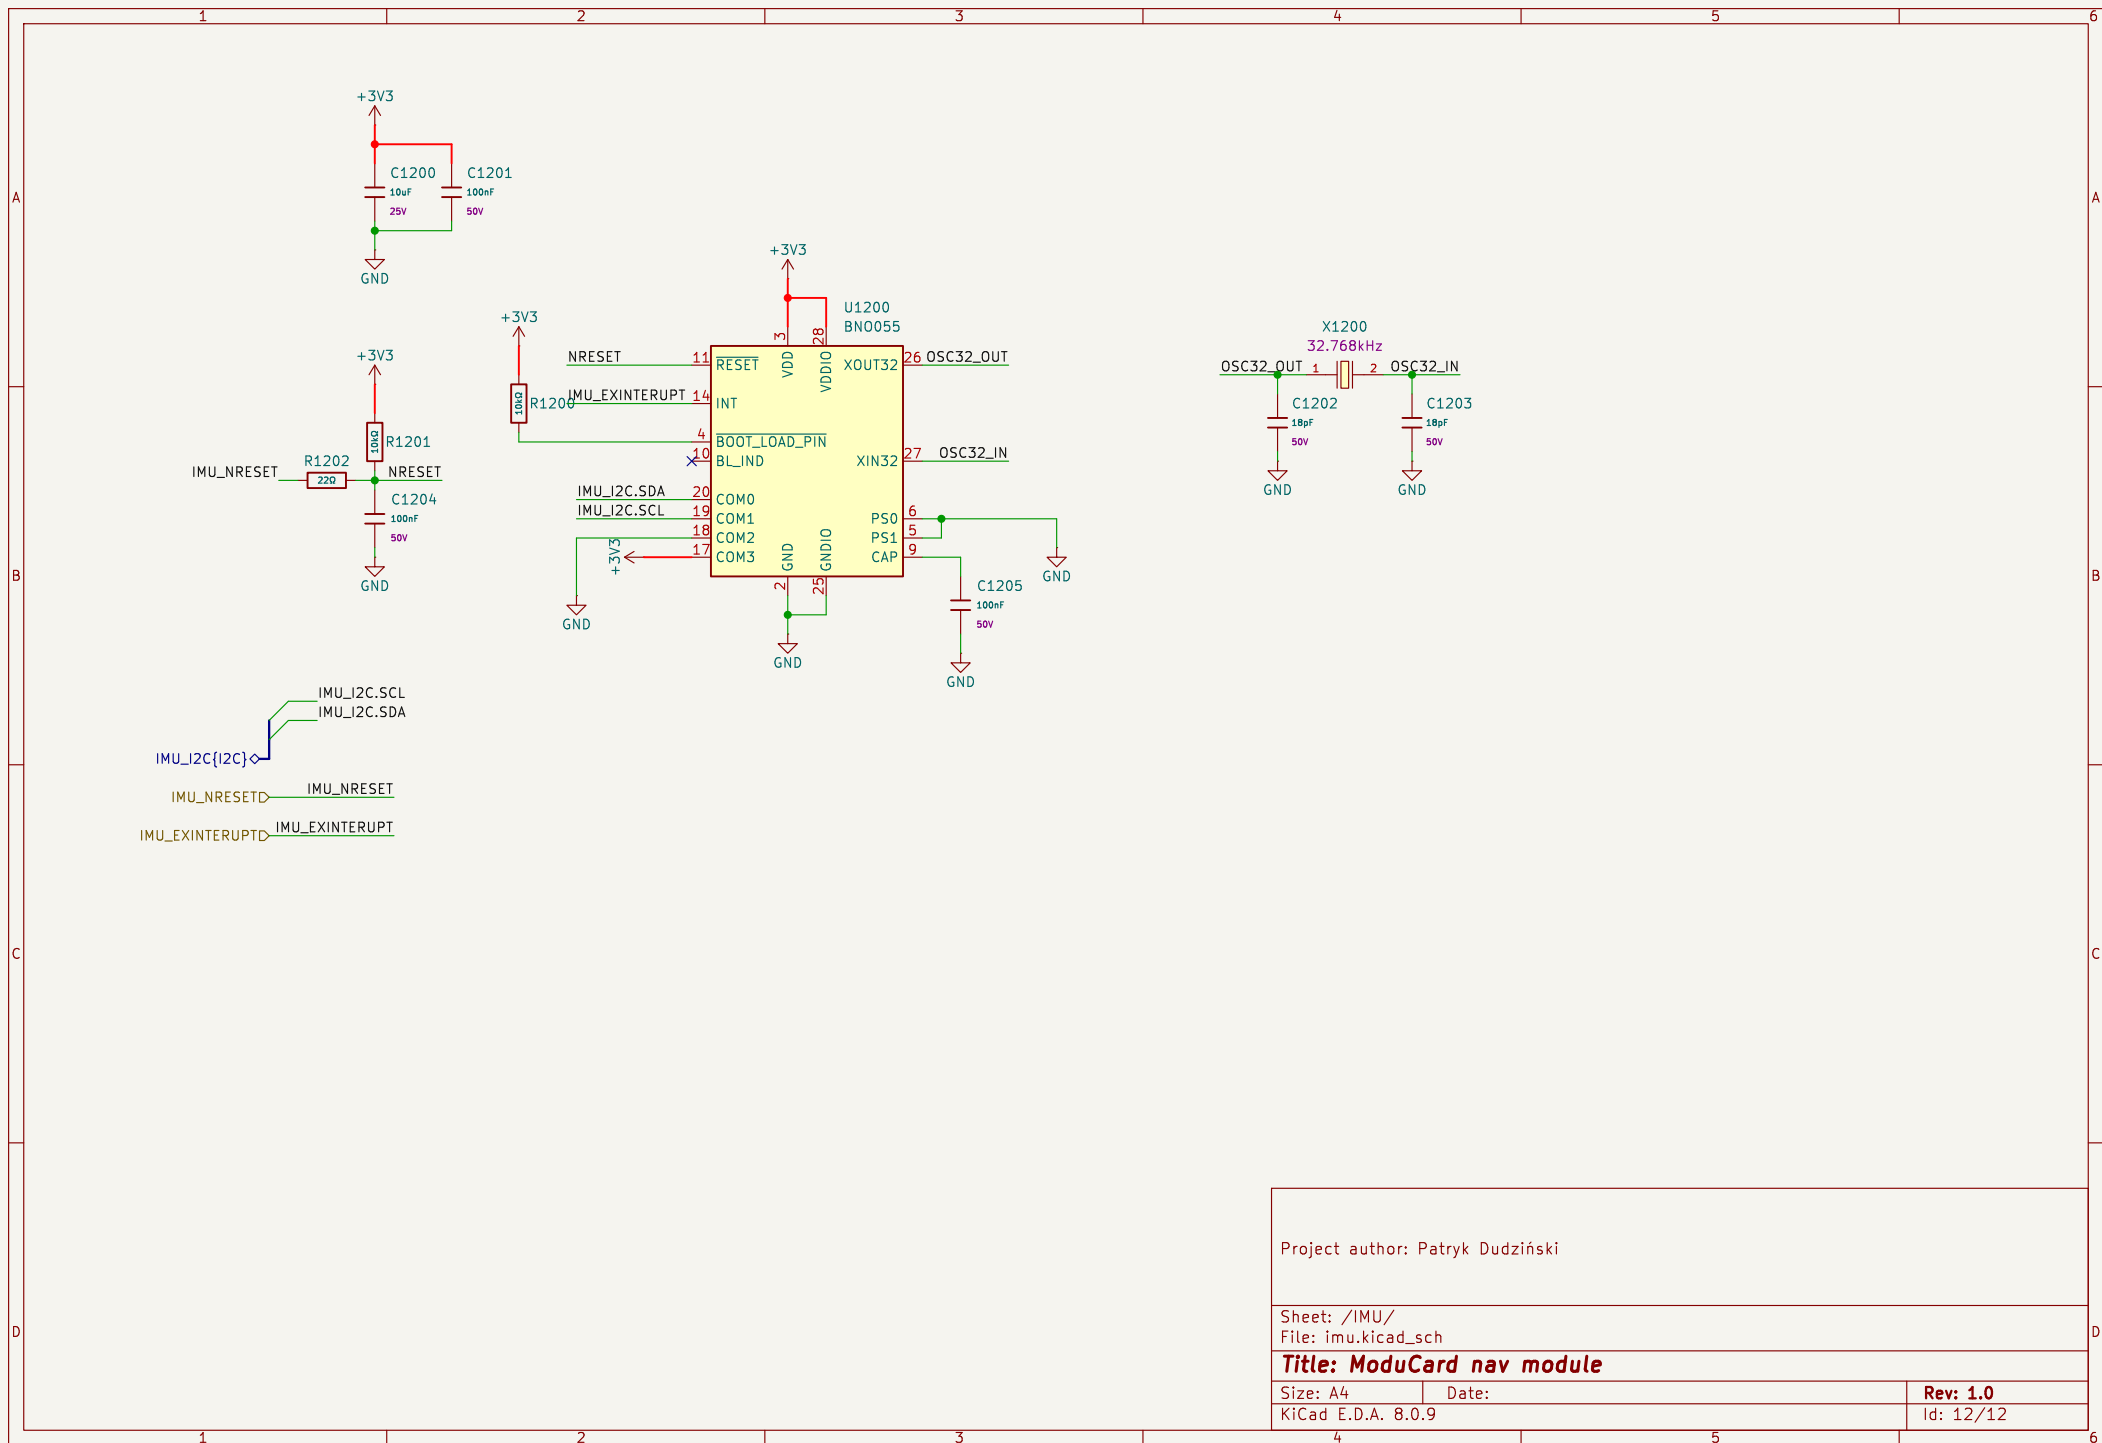 1 2 3 4 5 6
A A
+3V3
C1200
10uF
25V
C1201
100nF
50V
GND
+3V3
U1200
BNO055
+3V3
10kΩ
R1200
NRESET
IMU_EXINTERUPT
IMU_I2C.SDA
IMU_I2C.SCL
+3V3
GND
11 RESET
14 INT
4 BOOT_LOAD_PIN
10 BL_IND
20 COM0
19 COM1
18 COM2
17 COM3
3 VDD
28 VDDIO
XOUT32 26 OSC32_OUT
XIN32 27 OSC32_IN
PS0 6
PS1 5
CAP 9
GND 2
GNDIO 25
GND
GND
C1205
100nF
50V
GND
X1200
32.768kHz
OSC32_OUT 1 2 OSC32_IN
C1202
18pF
50V
GND
C1203
18pF
50V
GND
+3V3
10kΩ
R1201
R1202
22Ω
IMU_NRESET
NRESET
C1204
100nF
50V
GND
B B
IMU_I2C.SCL
IMU_I2C.SDA
IMU_I2C{I2C}
IMU_NRESET IMU_NRESET
IMU_EXINTERUPT IMU_EXINTERUPT
C C
D D
Project author: Patryk Dudziński
Sheet: /IMU/
File: imu.kicad_sch
Title: ModuCard nav module
Size: A4 Date: Rev: 1.0
KiCad E.D.A. 8.0.9 Id: 12/12
1 2 3 4 5 6